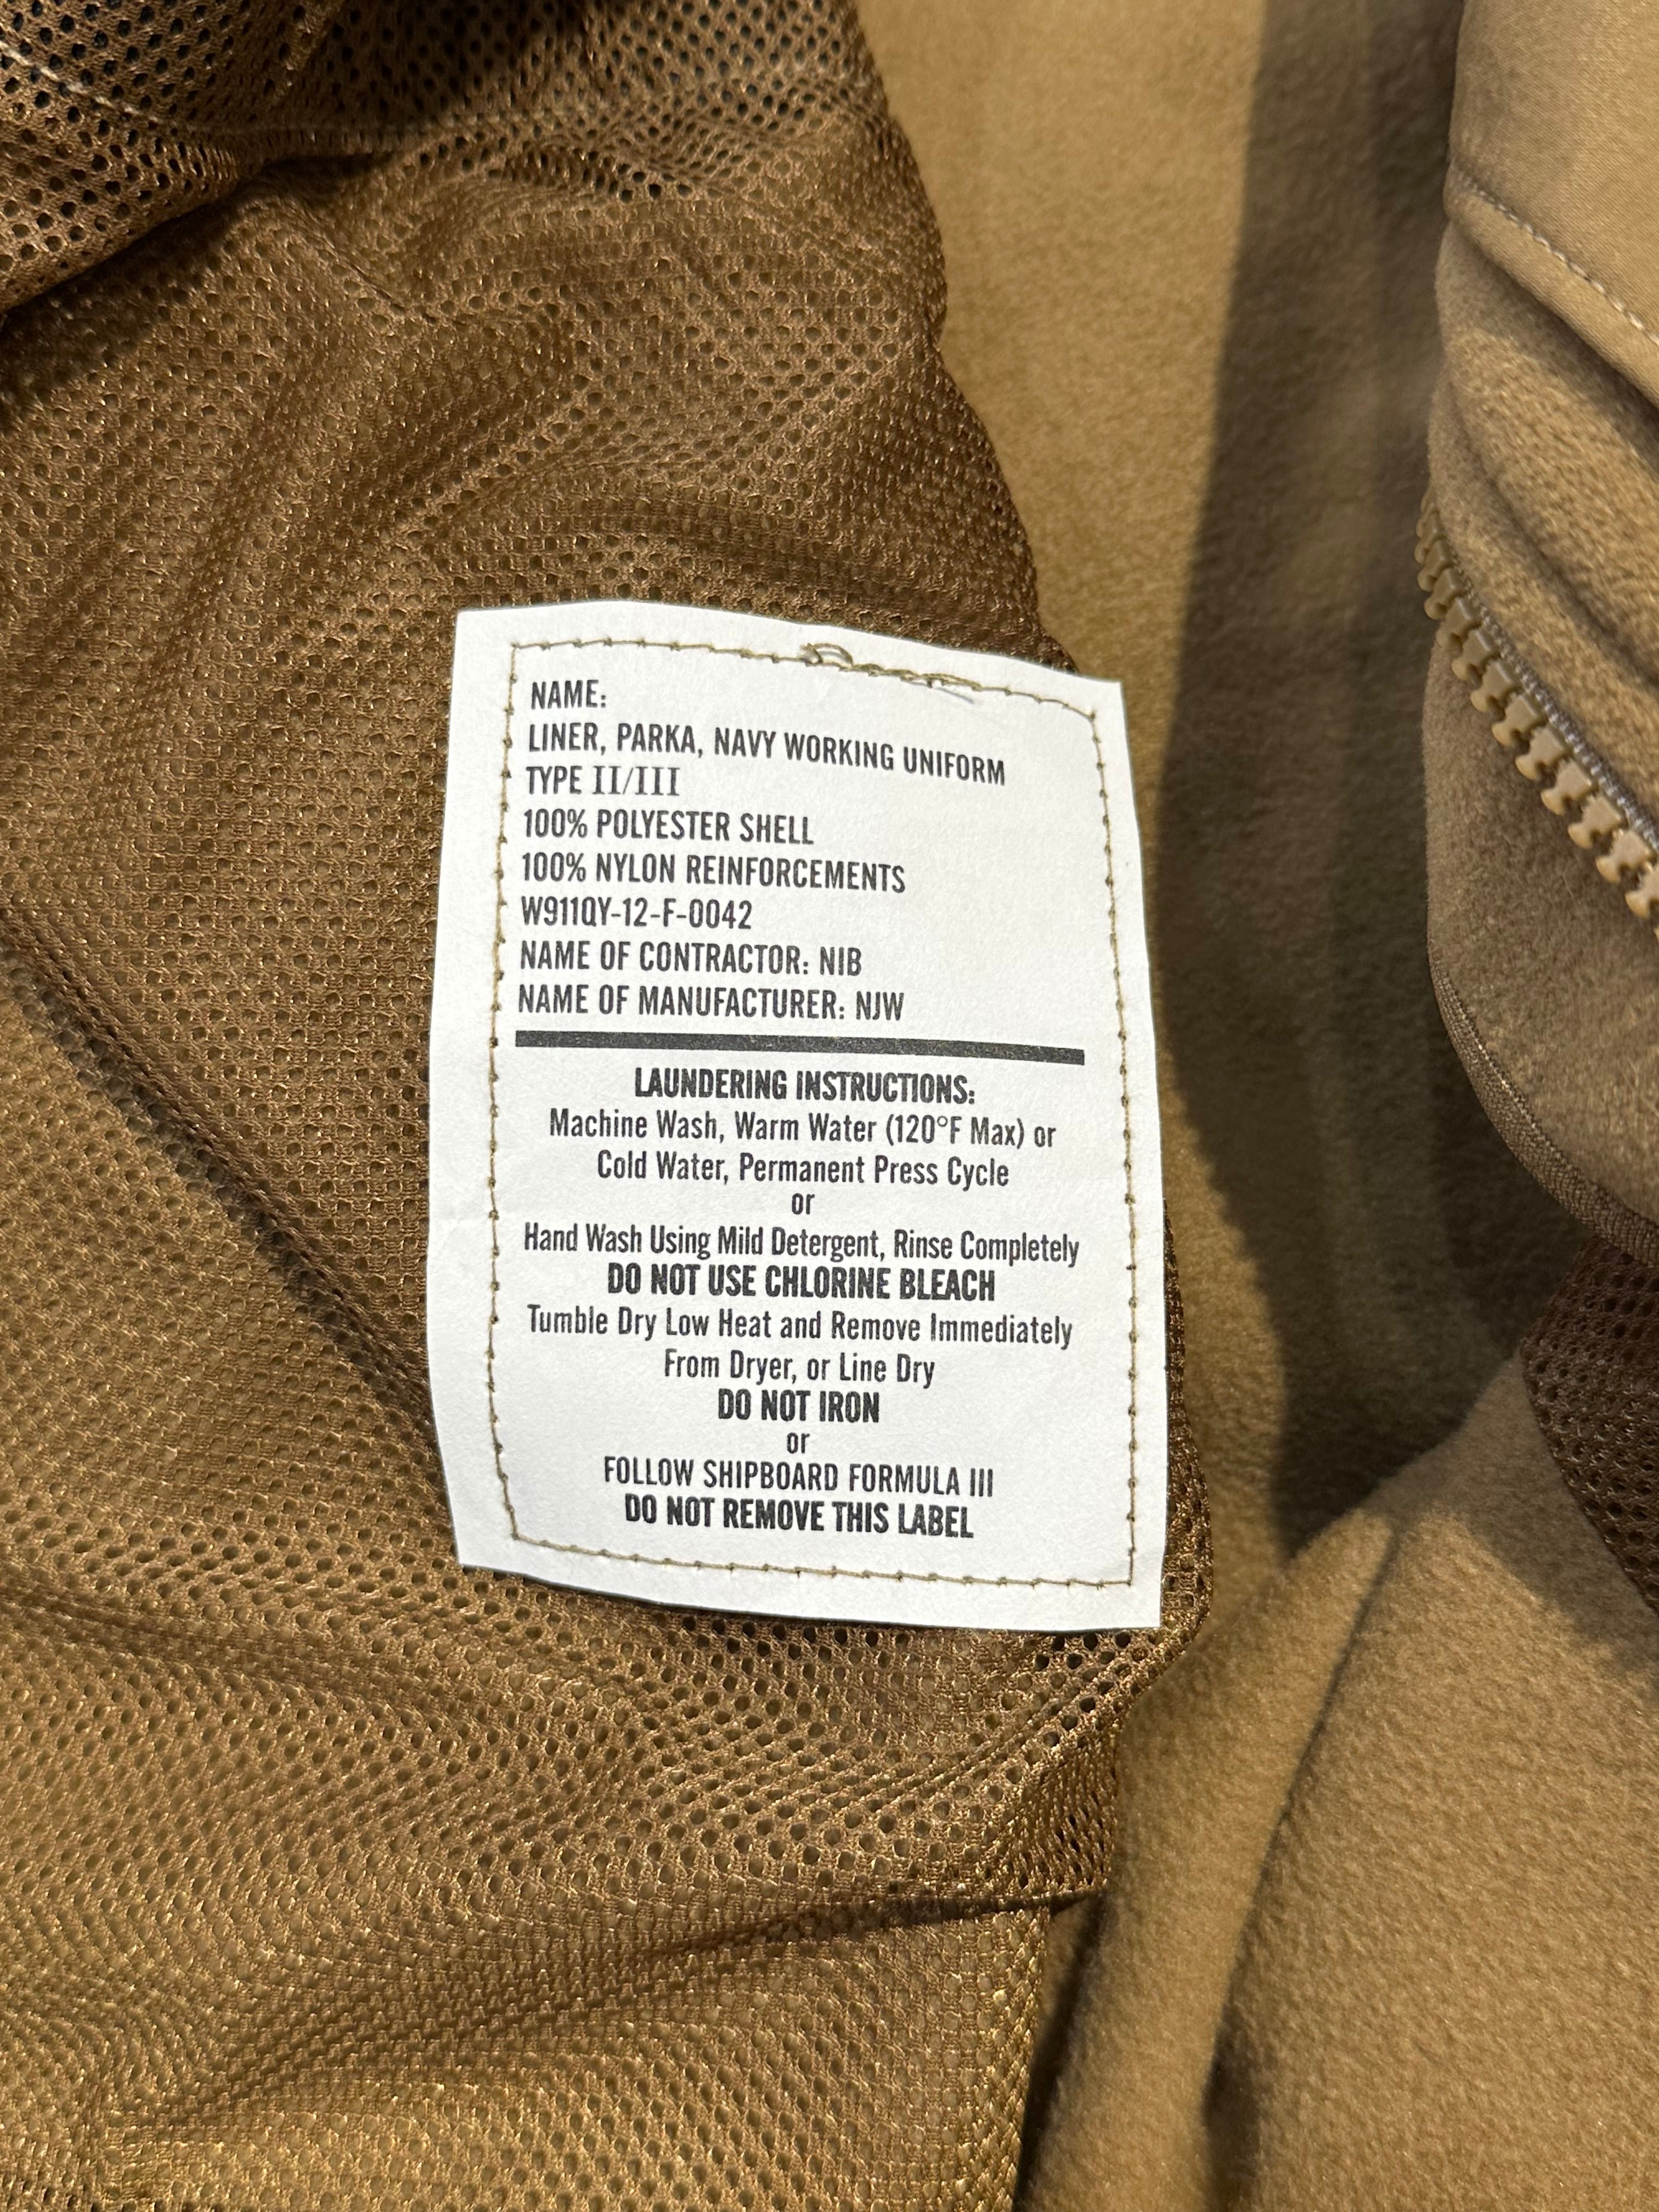 NAME:
LINER, PARKA, NAVY WORKING UNIFORM
TYPE II/III
100% POLYESTER SHELL
100% NYLON REINFORCEMENTS
W911QY-12-F-0042
NAME OF CONTRACTOR: NIB
NAME OF MANUFACTURER: NJW
LAUNDERING INSTRUCTIONS:
Machine Wash, Warm Water (120°F Max) or
Cold Water, Permanent Press Cycle
or
Hand Wash Using Mild Detergent, Rinse Completely
DO NOT USE CHLORINE BLEACH
Tumble Dry Low Heat and Remove Immediately
From Dryer, or Line Dry
DO NOT IRON
or
FOLLOW SHIPBOARD FORMULA III
DO NOT REMOVE THIS LABEL